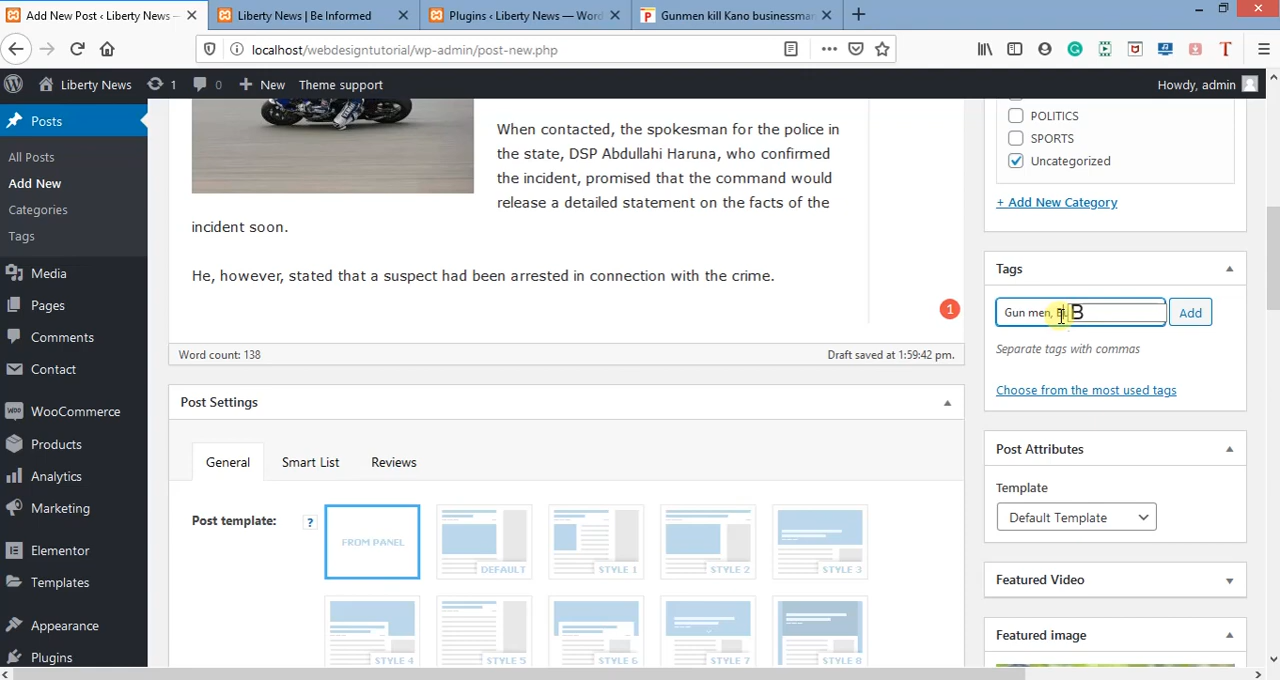 Add New Post ‹ Liberty News —
Liberty News | Be Informed
Plugins ‹ Liberty News — Word
Gunmen kill Kano businessma
localhost/webdesigntutorial/wp-admin/post-new.php
Liberty News
1
0
New
Theme support
Howdy, admin
Posts
All Posts
Add New
Categories
Tags
Media
Pages
Comments
Contact
WooCommerce
Products
Analytics
Marketing
Elementor
Templates
Appearance
Plugins
When contacted, the spokesman for the police in
the state, DSP Abdullahi Haruna, who confirmed
the incident, promised that the command would
release a detailed statement on the facts of the
incident soon.
He, however, stated that a suspect had been arrested in connection with the crime.
1
Word count: 138
Draft saved at 1:59:42 pm.
Post Settings
General
Smart List
Reviews
Post template:
?
FROM PANEL
DEFAULT
STYLE 1
STYLE 2
STYLE 3
STYLE 4
STYLE 5
STYLE 6
STYLE 7
STYLE 8
POLITICS
SPORTS
Uncategorized
+ Add New Category
Tags
Gun men,
B
Add
Separate tags with commas
Choose from the most used tags
Post Attributes
Template
Default Template
Featured Video
Featured image